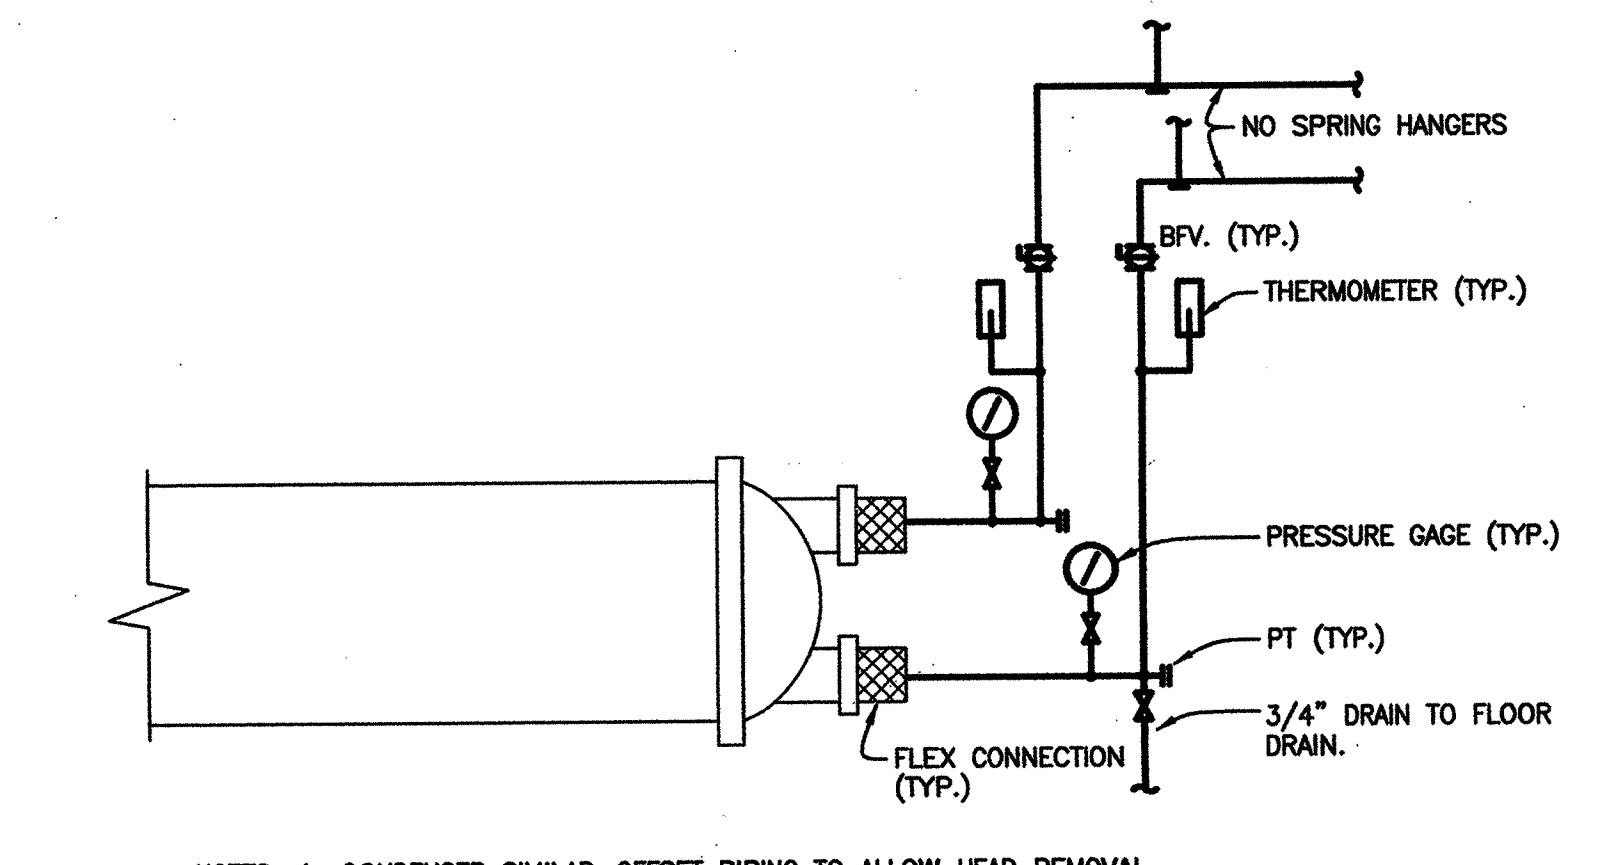 NO SPRING HANGERS
BFV. (TYP.)
THERMOMETER (TYP.)
PRESSURE GAGE (TYP.)
PT (TYP.)
3/4" DRAIN TO FLOOR
DRAIN.
FLEX CONNECTION
(TYP.)
CONDENSER SIMILAR OFFSET PIPING TO ALLOW HEAD REMOVAL